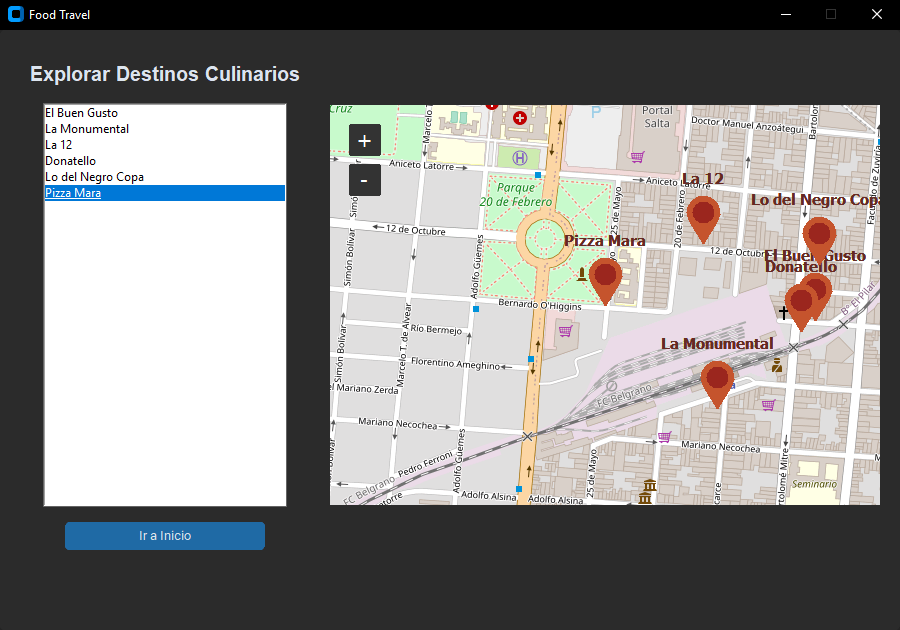 Food Travel
Explorar Destinos Culinarios
El Buen Gusto
La Monumental
La 12
Donatello
Lo del Negro Copa
Pizza Mara
Ir a Inicio
+
-
Cruz
Marcelo T.
Portal
Salta
P
H
Doctor Manuel Anzoátegui
Aniceto Latorre
Aniceto Latorre
La 12
Parque
20 de Febrero
Lo del Negro Copa
12 de Octubre
12 de Octubre
Pizza Mara
El Buen Gusto
Donatello
25 de Mayo
20 de Febrero
Simón Bolívar
Adolfo Güemes
Bernardo O'Higgins
Río Bermejo
Marcelo T. de Alvear
Simón Bolívar
La Monumental
Florentino Ameghino
el Mariano Zerda
FC Belgrano
Mariano Necochea
Mariano Necochea
Adolfo Güemes
Pedro Ferroni
FC Belgrano
25 de Mayo
Bartolomé Mitre
Seminario
Adolfo Alsina
Adolfo Alsina